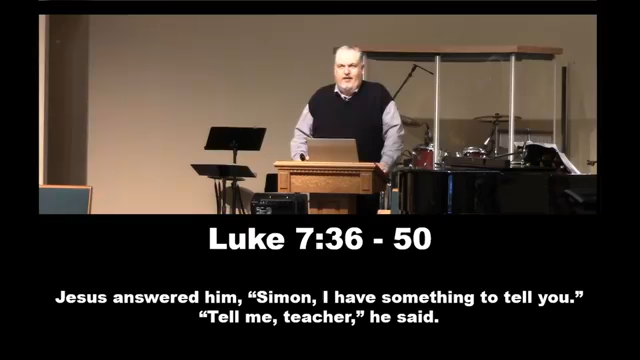 Luke 7:36 - 50
Jesus answered him, “Simon, I have something to tell you.”
“Tell me, teacher,” he said.